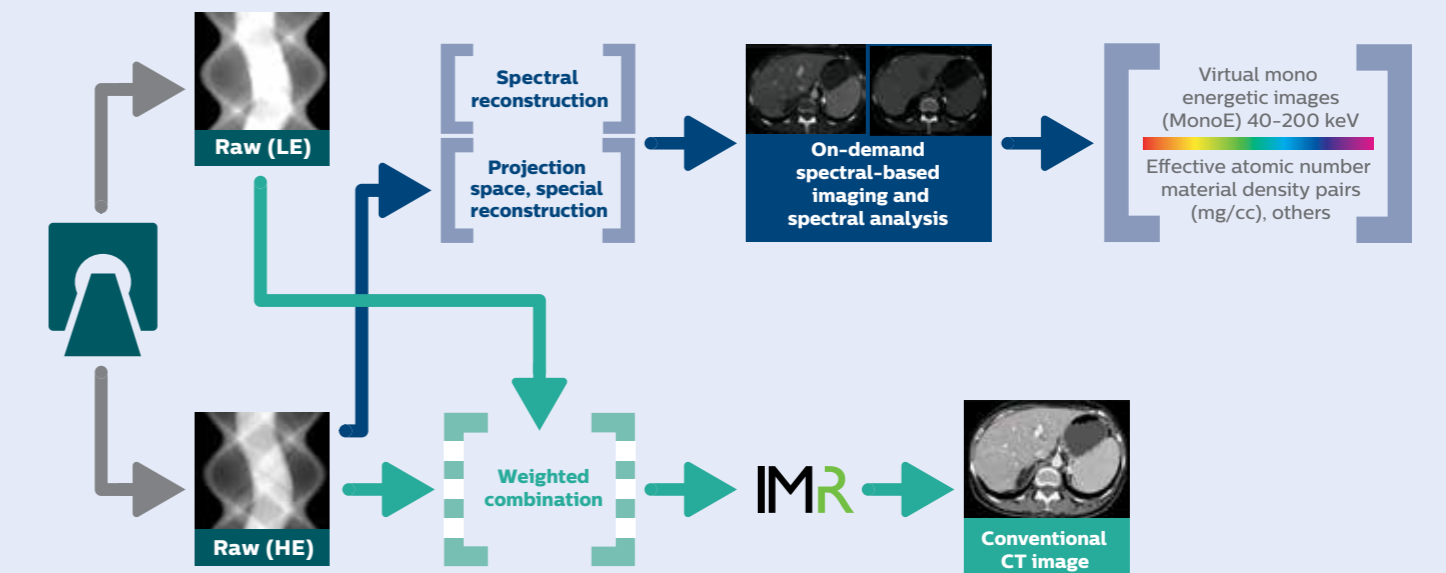 Raw (LE)
Spectral
reconstruction
Projection
space, special
reconstruction
On-demand
spectral-based
imaging and
spectral analysis
Virtual mono
energetic images
(MonoE) 40-200 keV
Effective atomic number
material density pairs
(mg/cc), others
Raw (HE)
Weighted
combination
IMR
Conventional
CT image